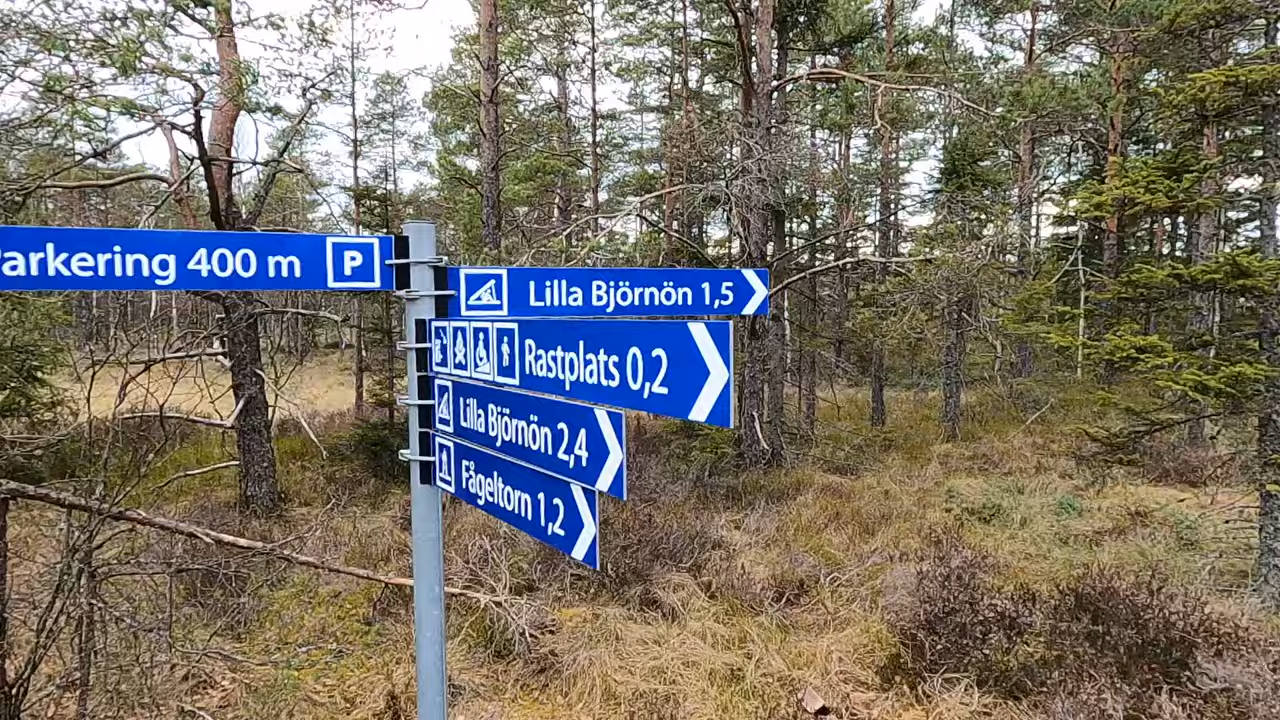 arkering 400 m P
Lilla Björnön 1,5
Rastplats 0,2
Lilla Björnön 2,4
Fågeltorn 1,2